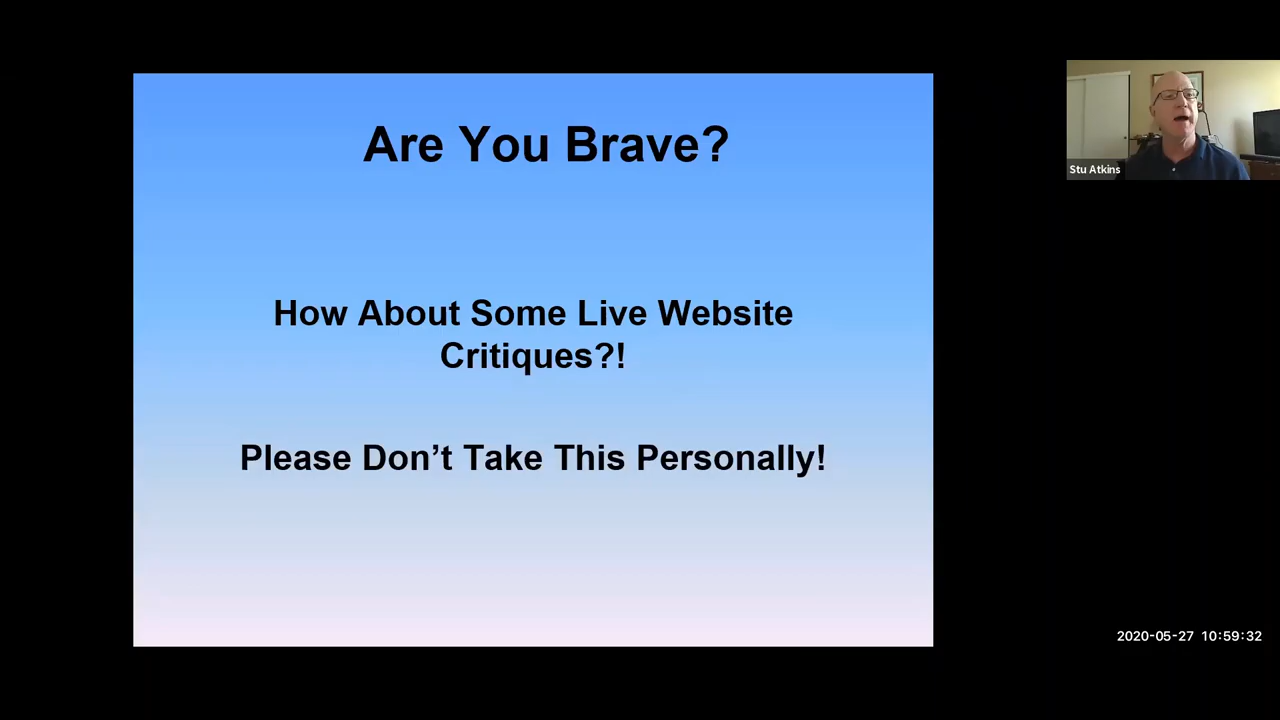 Are You Brave?
How About Some Live Website
Critiques?!
Please Don’t Take This Personally!
Stu Atkins
2020-05-27 10:59:32